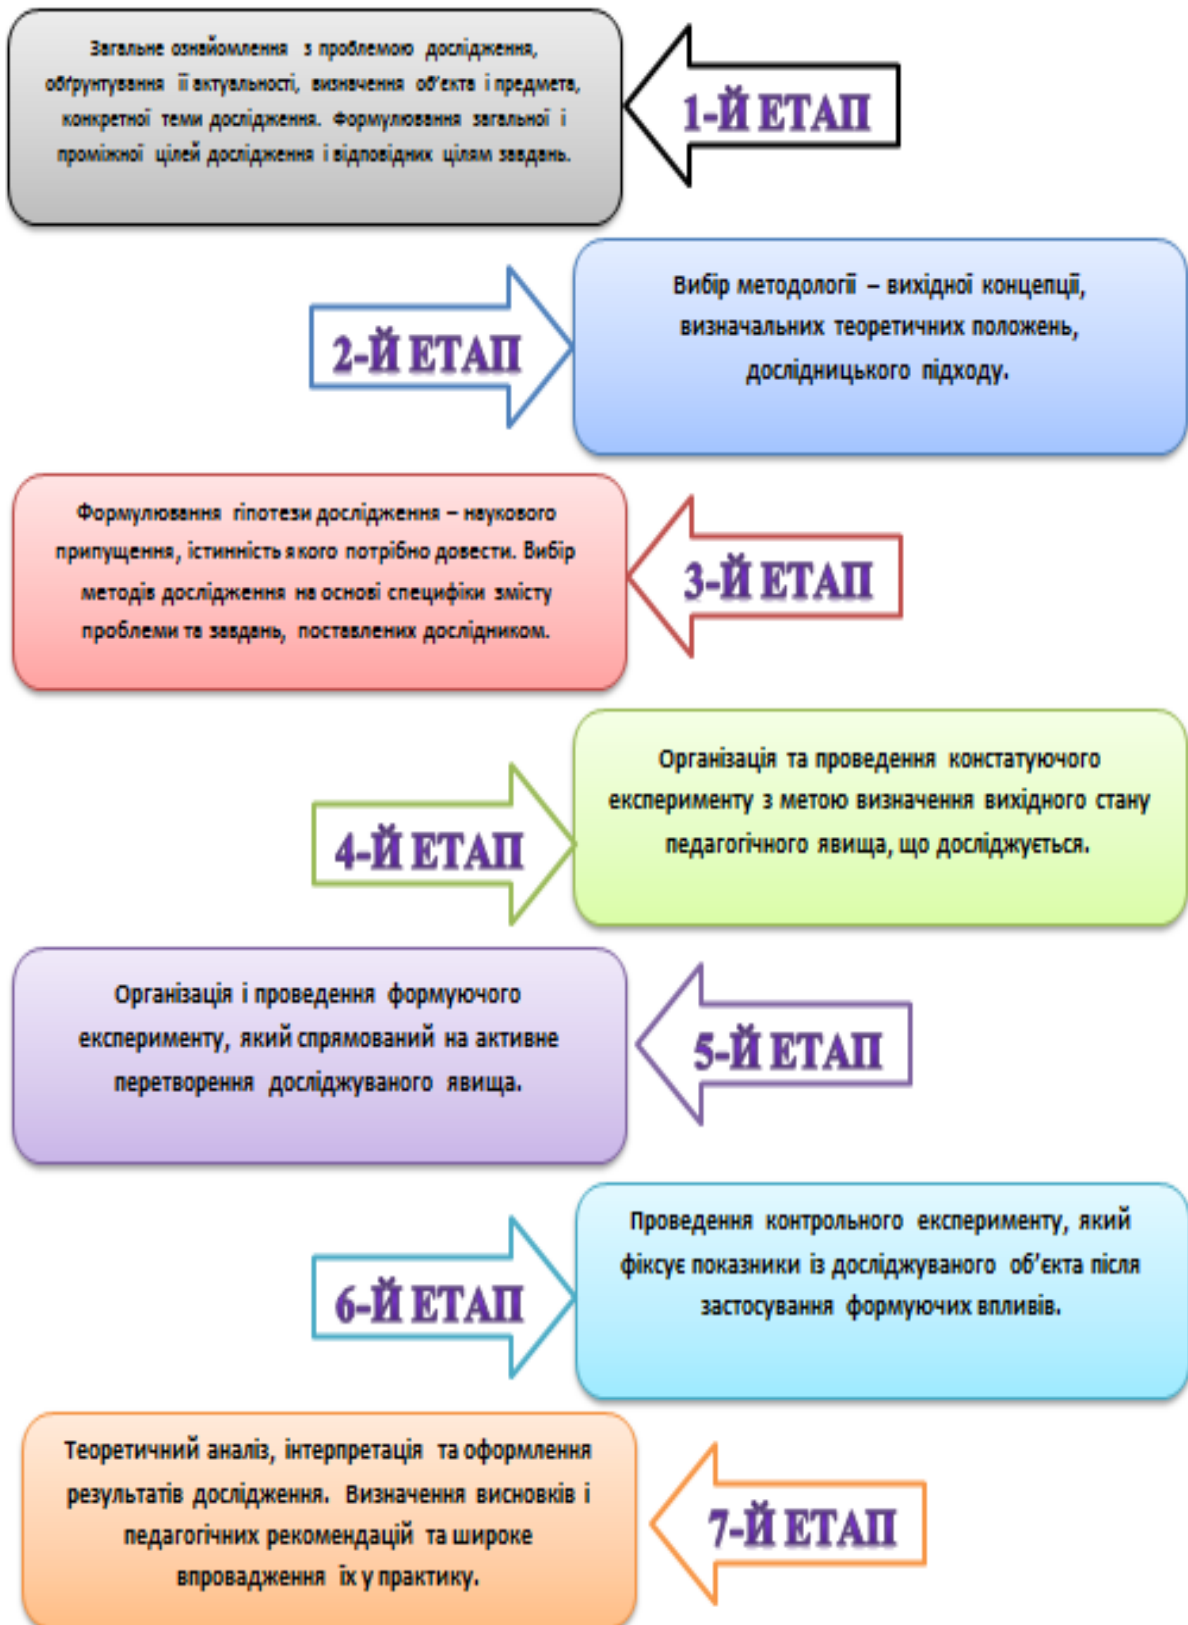 Загальне ознайомлення з проблемою дослідження,
обґрунтування її актуальності, визначення об'єкта і предмета,
конкретної теми дослідження. Формулювання загальної і
проміжної цілей дослідження і відповідних цілям завдань.
1-Й ЕТАП
2-Й ЕТАП
Вибір методології – вихідної концепції,
визначальних теоретичних положень,
дослідницького підходу.
Формулювання гіпотези дослідження – наукового
припущення, істинність якого потрібно довести. Вибір
методів дослідження на основі специфіки змісту
проблеми та завдань, поставлених дослідником.
3-Й ЕТАП
4-Й ЕТАП
Організація та проведення констатуючого
експерименту з метою визначення вихідного стану
педагогічного явища, що досліджується.
Організація і проведення формуючого
експерименту, який спрямований на активне
перетворення досліджуваного явища.
5-Й ЕТАП
6-Й ЕТАП
Проведення контрольного експерименту, який
фіксує показники із досліджуваного об'єкта після
застосування формуючих впливів.
Теоретичний аналіз, інтерпретація та оформлення
результатів дослідження. Визначення висновків і
педагогічних рекомендацій та широке
впровадження їх у практику.
7-Й ЕТАП